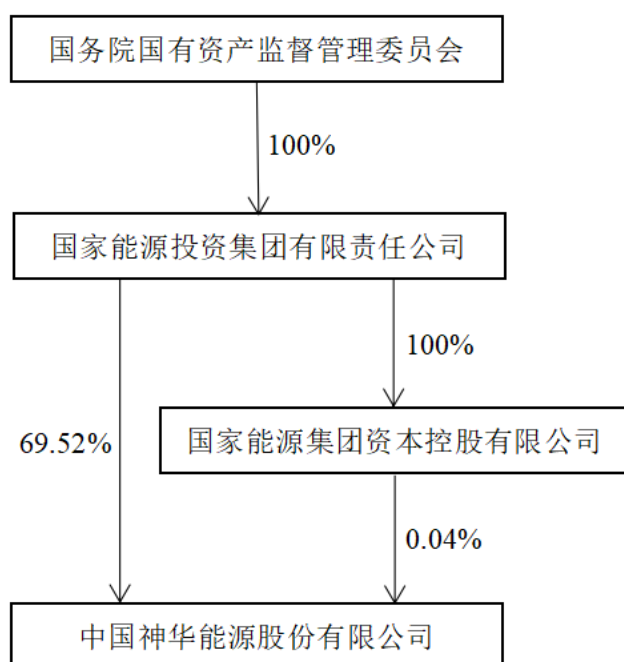 国务院国有资产监督管理委员会
100%
国家能源投资集团有限责任公司
100%
69.52%
国家能源集团资本控股有限公司
0.04%
中国神华能源股份有限公司